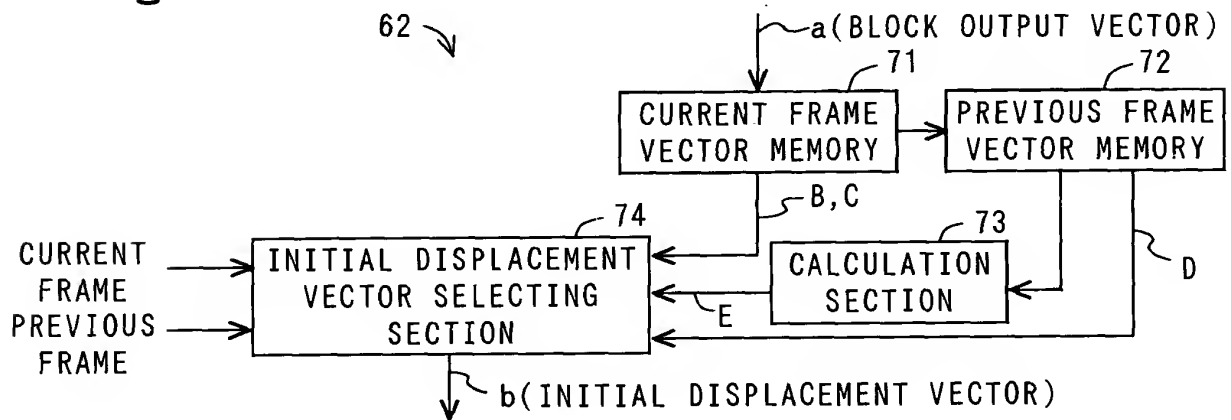 62
a(BLOCK OUTPUT VECTOR)
71
72
CURRENT FRAME
VECTOR MEMORY
PREVIOUS FRAME
VECTOR MEMORY
B,C
74
73
D
CURRENT
FRAME
PREVIOUS
FRAME
INITIAL DISPLACEMENT
VECTOR SELECTING
SECTION
E
CALCULATION
SECTION
b(INITIAL DISPLACEMENT VECTOR)